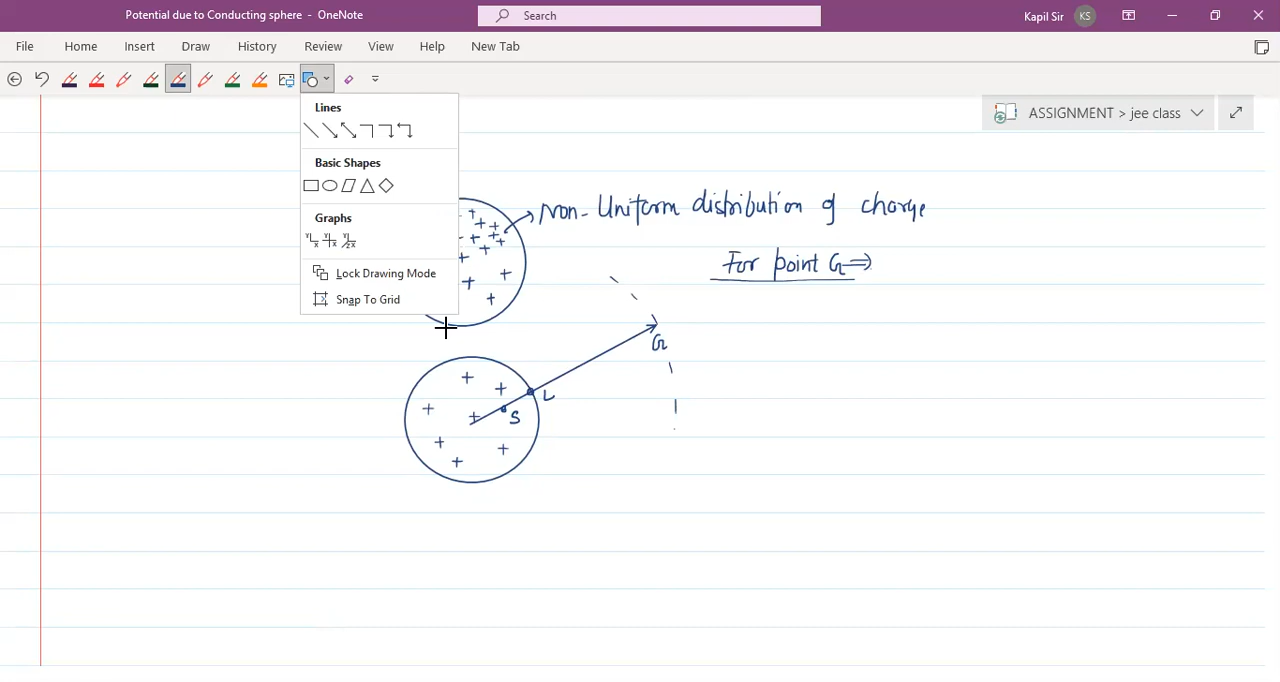 Potential due to Conducting sphere - OneNote
Search
Kapil Sir
KS
File Home Insert Draw History Review View Help New Tab
Lines
Basic Shapes
Graphs
Lock Drawing Mode
Snap To Grid
ASSIGNMENT > jee class
Non-Uniform distribution of charge
For point G⇒
G
L
S